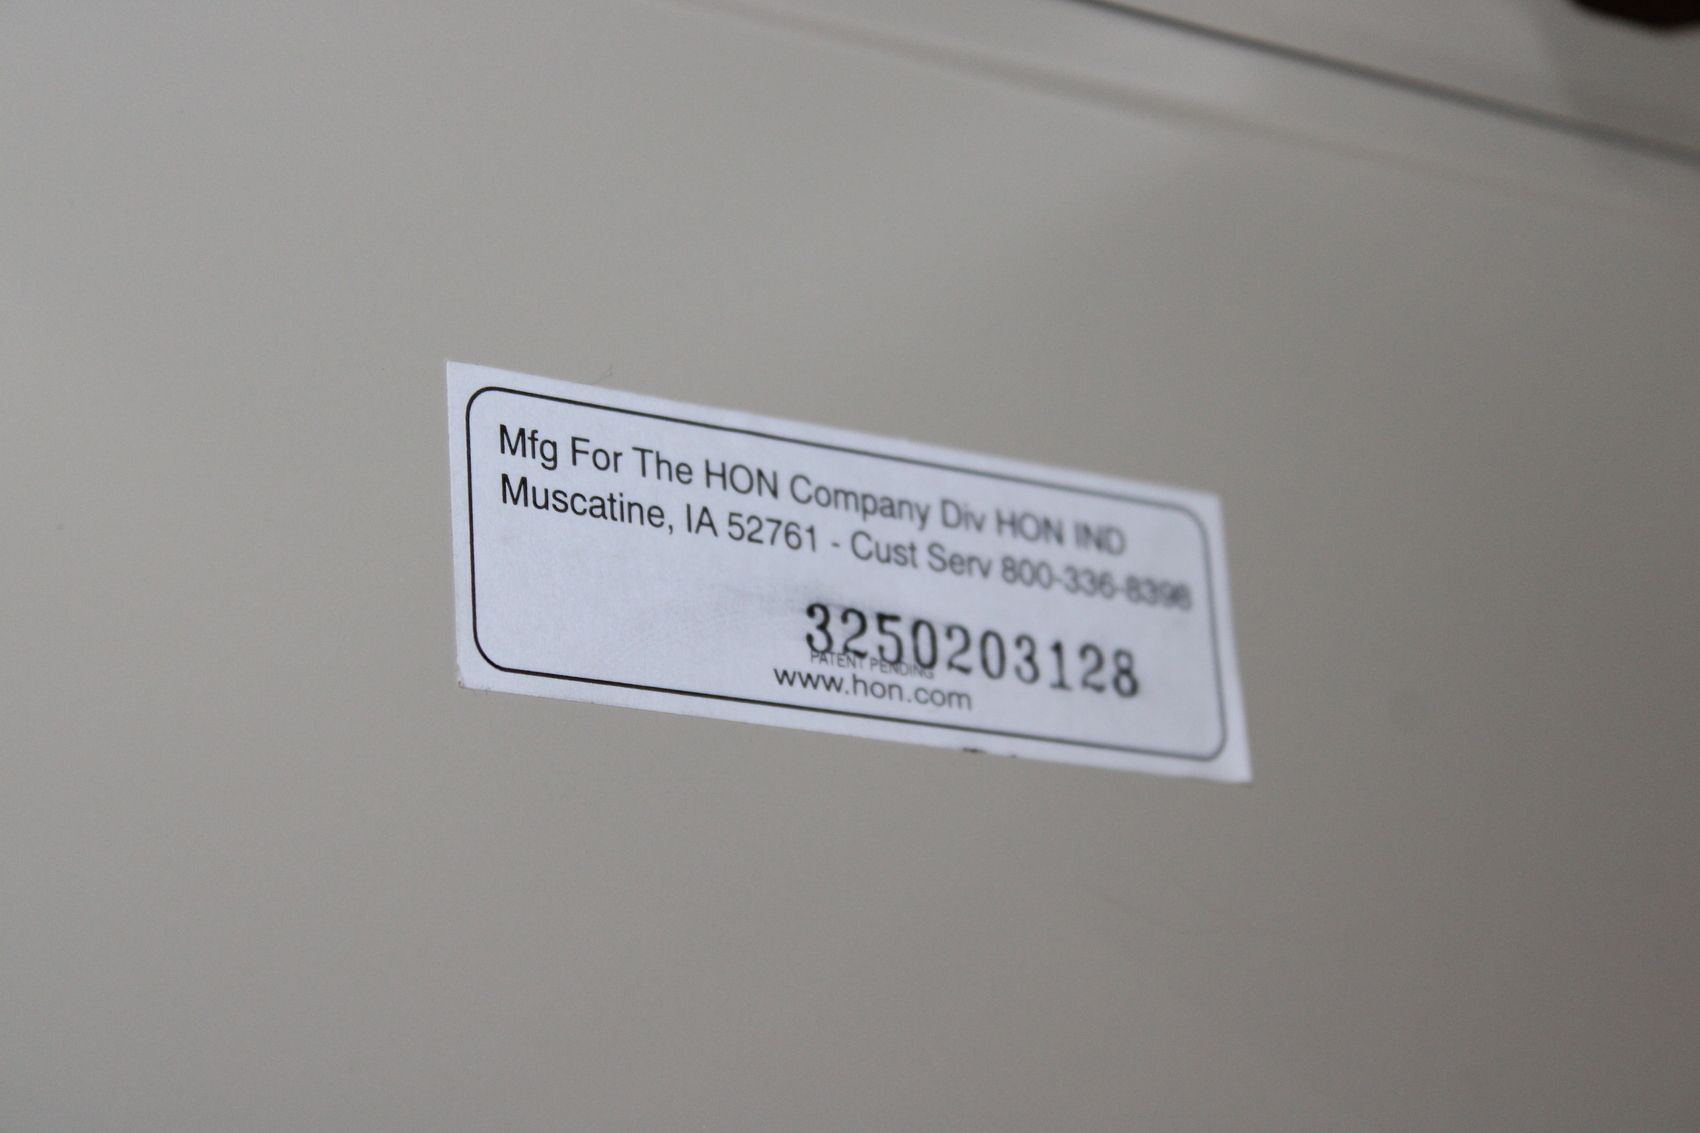 Mfg For The HON Company Div HON IND
Muscatine, IA 52761 - Cust Serv 800-336-8398
3250203128
PATENT PENDING
www.hon.com